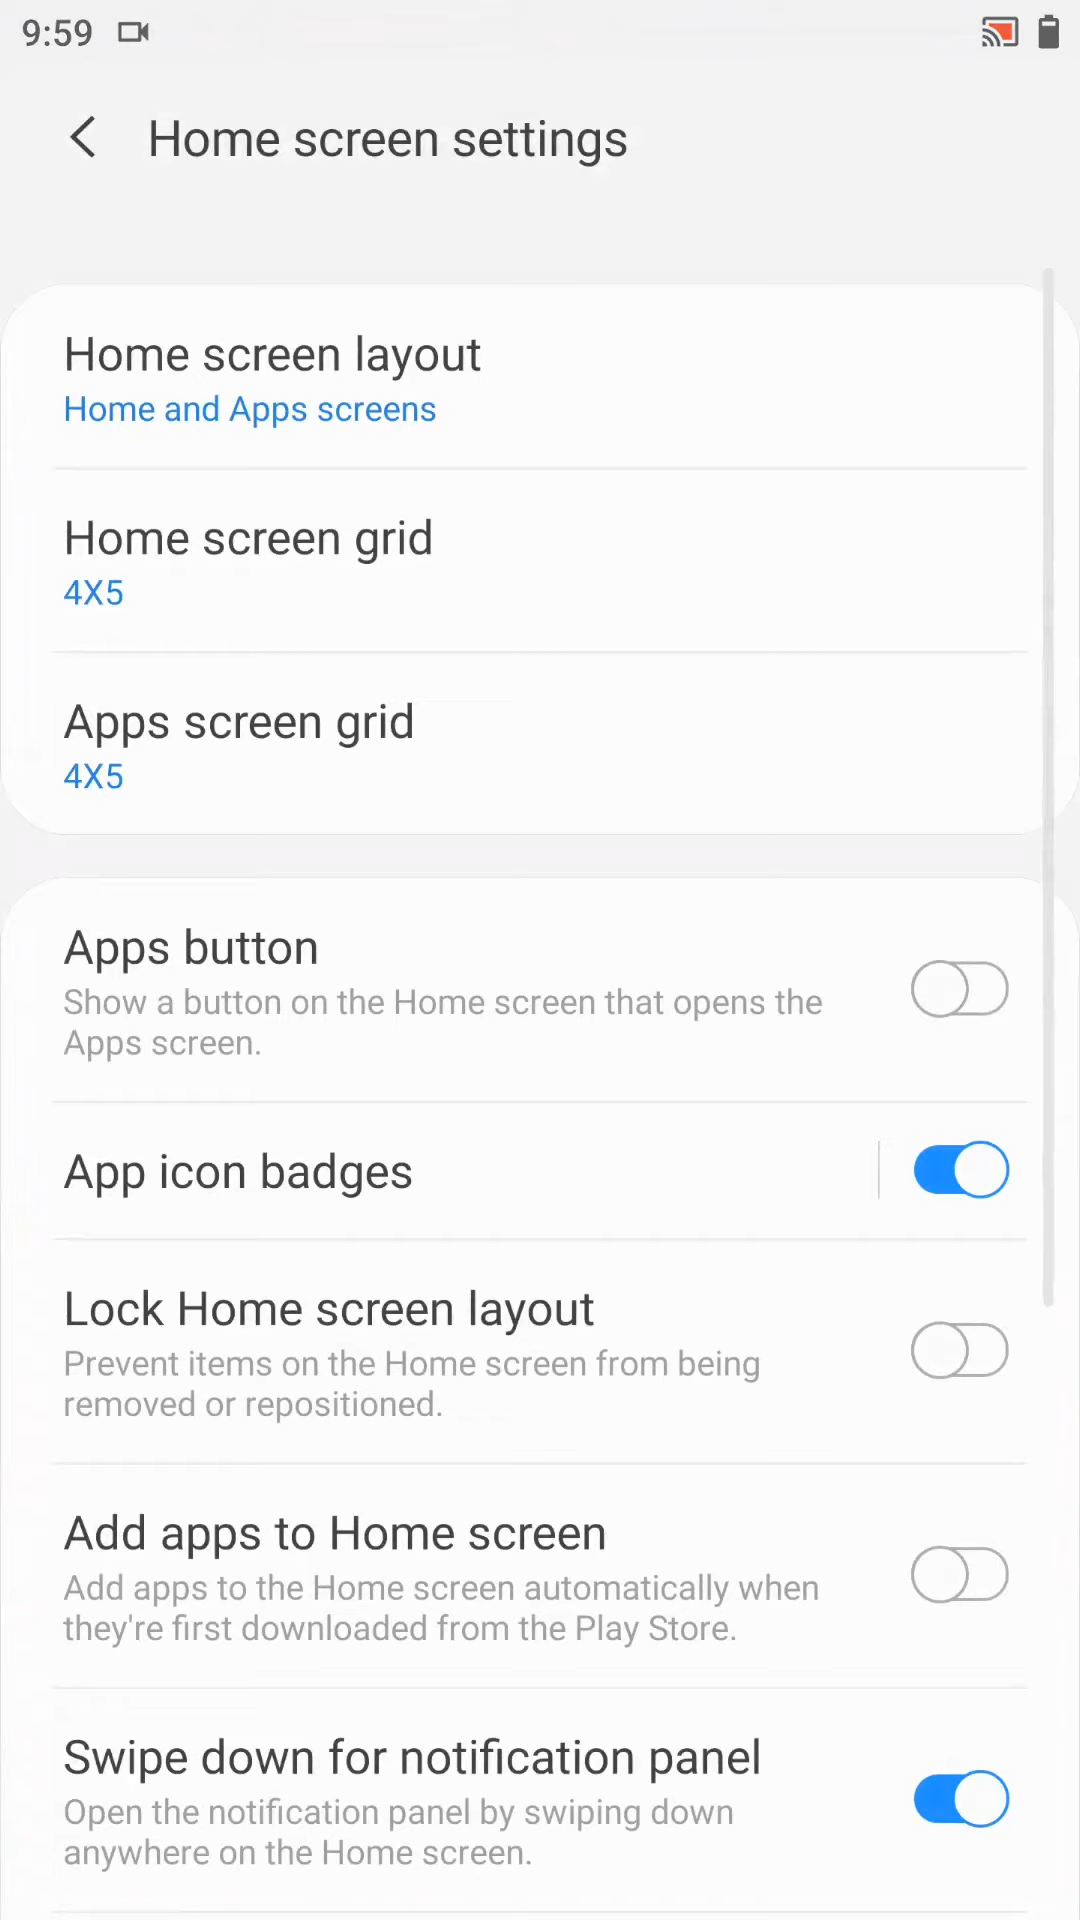 9:59
Home screen settings
Home screen layout
Home and Apps screens
Home screen grid
4X5
Apps screen grid
4X5
Apps button
Show a button on the Home screen that opens the
Apps screen.
App icon badges
Lock Home screen layout
Prevent items on the Home screen from being
removed or repositioned.
Add apps to Home screen
Add apps to the Home screen automatically when
they're first downloaded from the Play Store.
Swipe down for notification panel
Open the notification panel by swiping down
anywhere on the Home screen.